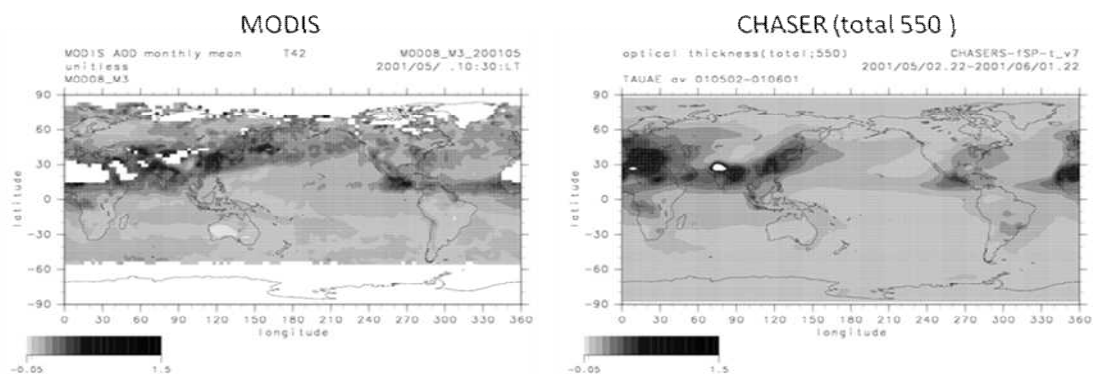 MODIS
MODIS AOD monthly mean T42 MOD08_M3_200105
unitless 2001/05/ .10:30:LT
MOD08_M3
90
60
30
0
-30
-60
-90
latitude
0 30 60 90 120 150 180 210 240 270 300 330 360
longitude
-0.05 1.5
CHASER (total 550 )
optical thickness(total;550) CHASERS-fSP-t_v7
2001/05/02.22-2001/06/01.22
TAUAE av 010502-010601
90
60
30
0
-30
-60
-90
latitude
0 30 60 90 120 150 180 210 240 270 300 330 360
longitude
-0.05 1.5